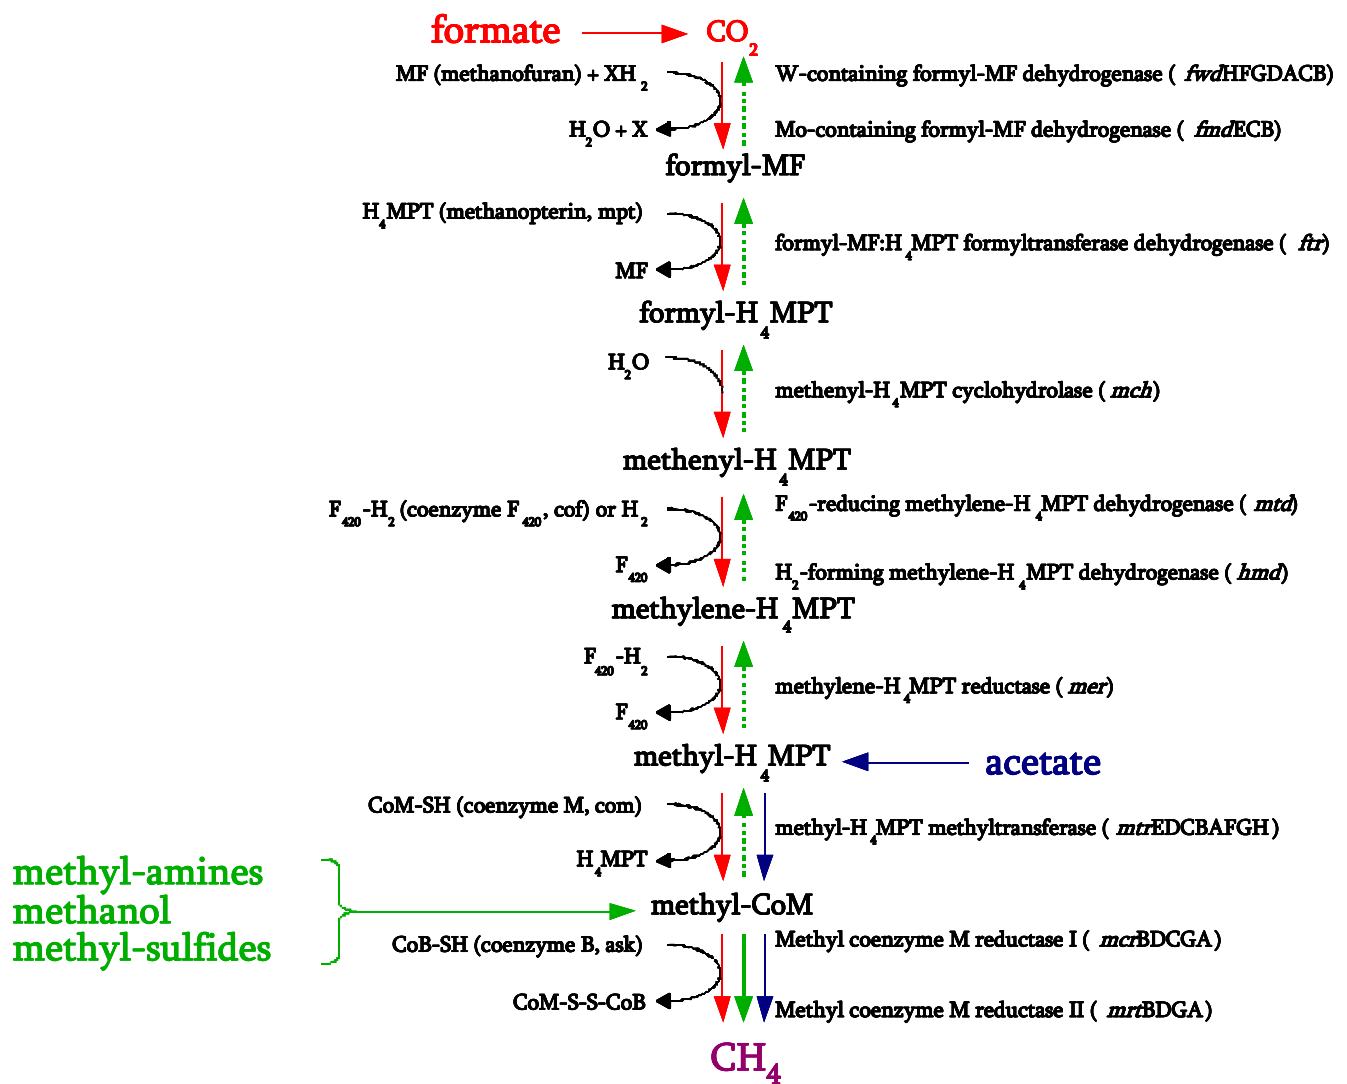 formate CO2
MF (methanofuran) + XH2 W-containing formyl-MF dehydrogenase ( fwdHFGDACB)
H2O + X Mo-containing formyl-MF dehydrogenase ( fmdECB)
formyl-MF
H4MPT (methanopterin, mpt)
formyl-MF:H4MPT formyltransferase dehydrogenase ( ftr)
MF
formyl-H4MPT
H2O
methenyl-H4MPT cyclohydrolase ( mch)
methenyl-H4MPT
F420-H2 (coenzyme F420, cof) or H2 F420-reducing methylene-H4MPT dehydrogenase ( mtd)
F420 H2-forming methylene-H4MPT dehydrogenase ( hmd)
methylene-H4MPT
F420-H2
methylene-H4MPT reductase ( mer)
F420
methyl-H4MPT acetate
CoM-SH (coenzyme M, com)
methyl-H4MPT methyltransferase ( mtrEDCBAFGH)
H4MPT
methyl-amines
methanol methyl-CoM
methyl-sulfides
CoB-SH (coenzyme B, ask) Methyl coenzyme M reductase I ( mcrBDCGA)
CoM-S-S-CoB Methyl coenzyme M reductase II ( mrtBDGA)
CH4